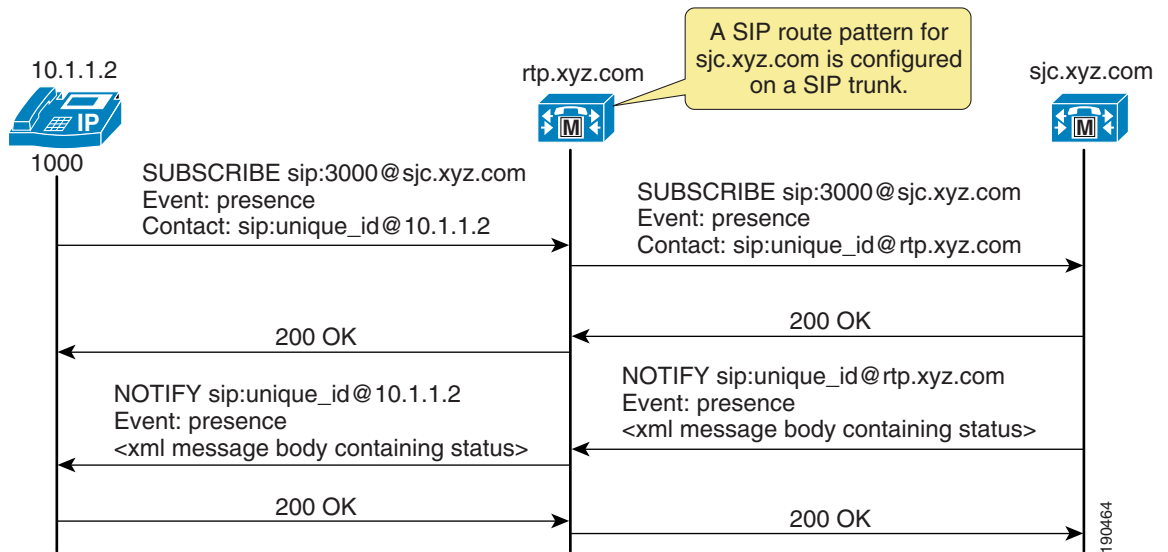 A SIP route pattern for
sjc.xyz.com is configured
on a SIP trunk.
10.1.1.2
rtp.xyz.com
sjc.xyz.com
IP
M
M
1000
SUBSCRIBE sip:3000@sjc.xyz.com
Event: presence
Contact: sip:unique_id@10.1.1.2
SUBSCRIBE sip:3000@sjc.xyz.com
Event: presence
Contact: sip:unique_id@rtp.xyz.com
200 OK
200 OK
NOTIFY sip:unique_id@10.1.1.2
Event: presence
<xml message body containing status>
NOTIFY sip:unique_id@rtp.xyz.com
Event: presence
<xml message body containing status>
200 OK
200 OK
190464